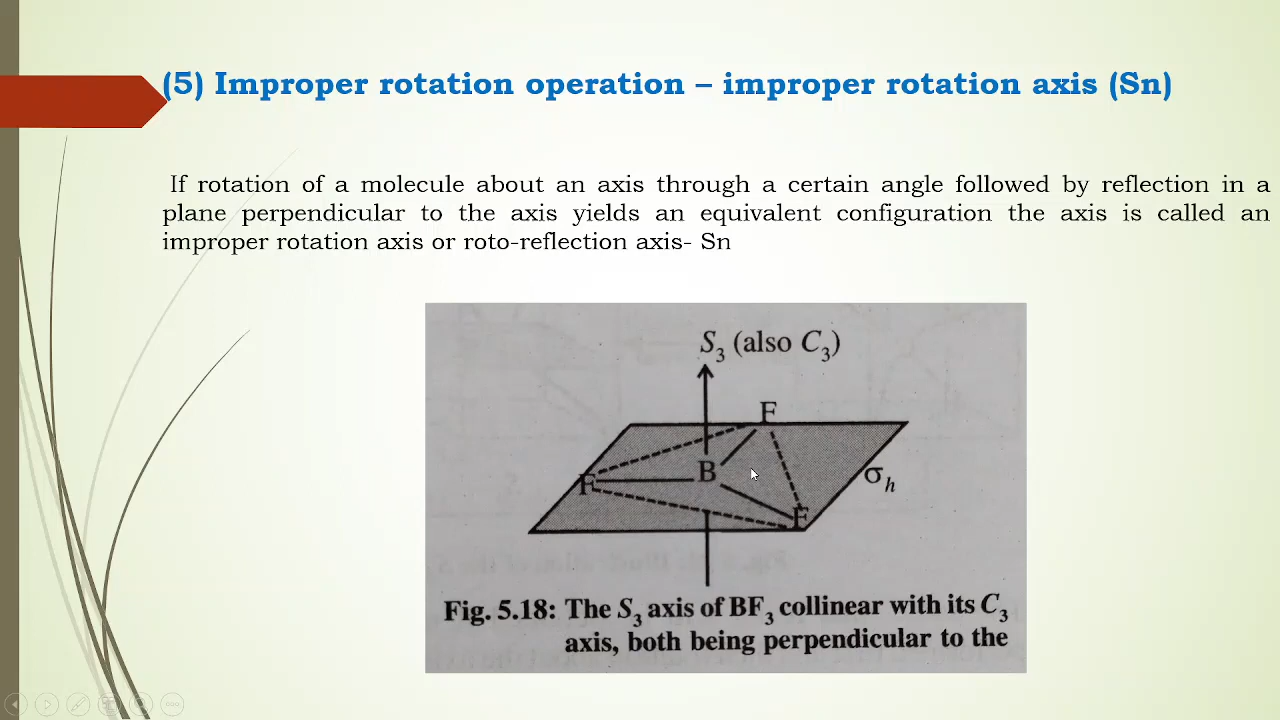 (5) Improper rotation operation – improper rotation axis (Sn)
If rotation of a molecule about an axis through a certain angle followed by reflection in a
plane perpendicular to the axis yields an equivalent configuration the axis is called an
improper rotation axis or roto-reflection axis- Sn
S₃ (also C₃)
F
B
F
σₕ
F
Fig. 5.18: The S₃ axis of BF₃ collinear with its C₃
axis, both being perpendicular to the